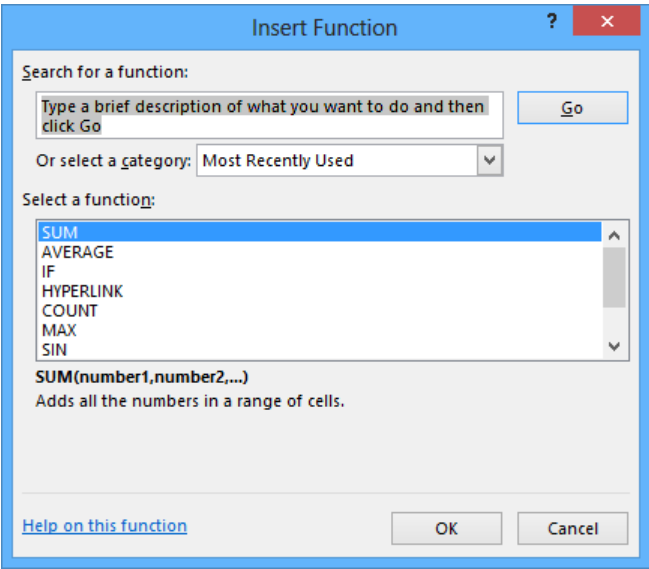 Insert Function
?
Search for a function:
Type a brief description of what you want to do and then
click Go
Go
Or select a category: Most Recently Used
Select a function:
SUM
AVERAGE
IF
HYPERLINK
COUNT
MAX
SIN
SUM(number1,number2,...)
Adds all the numbers in a range of cells.
Help on this function
OK
Cancel